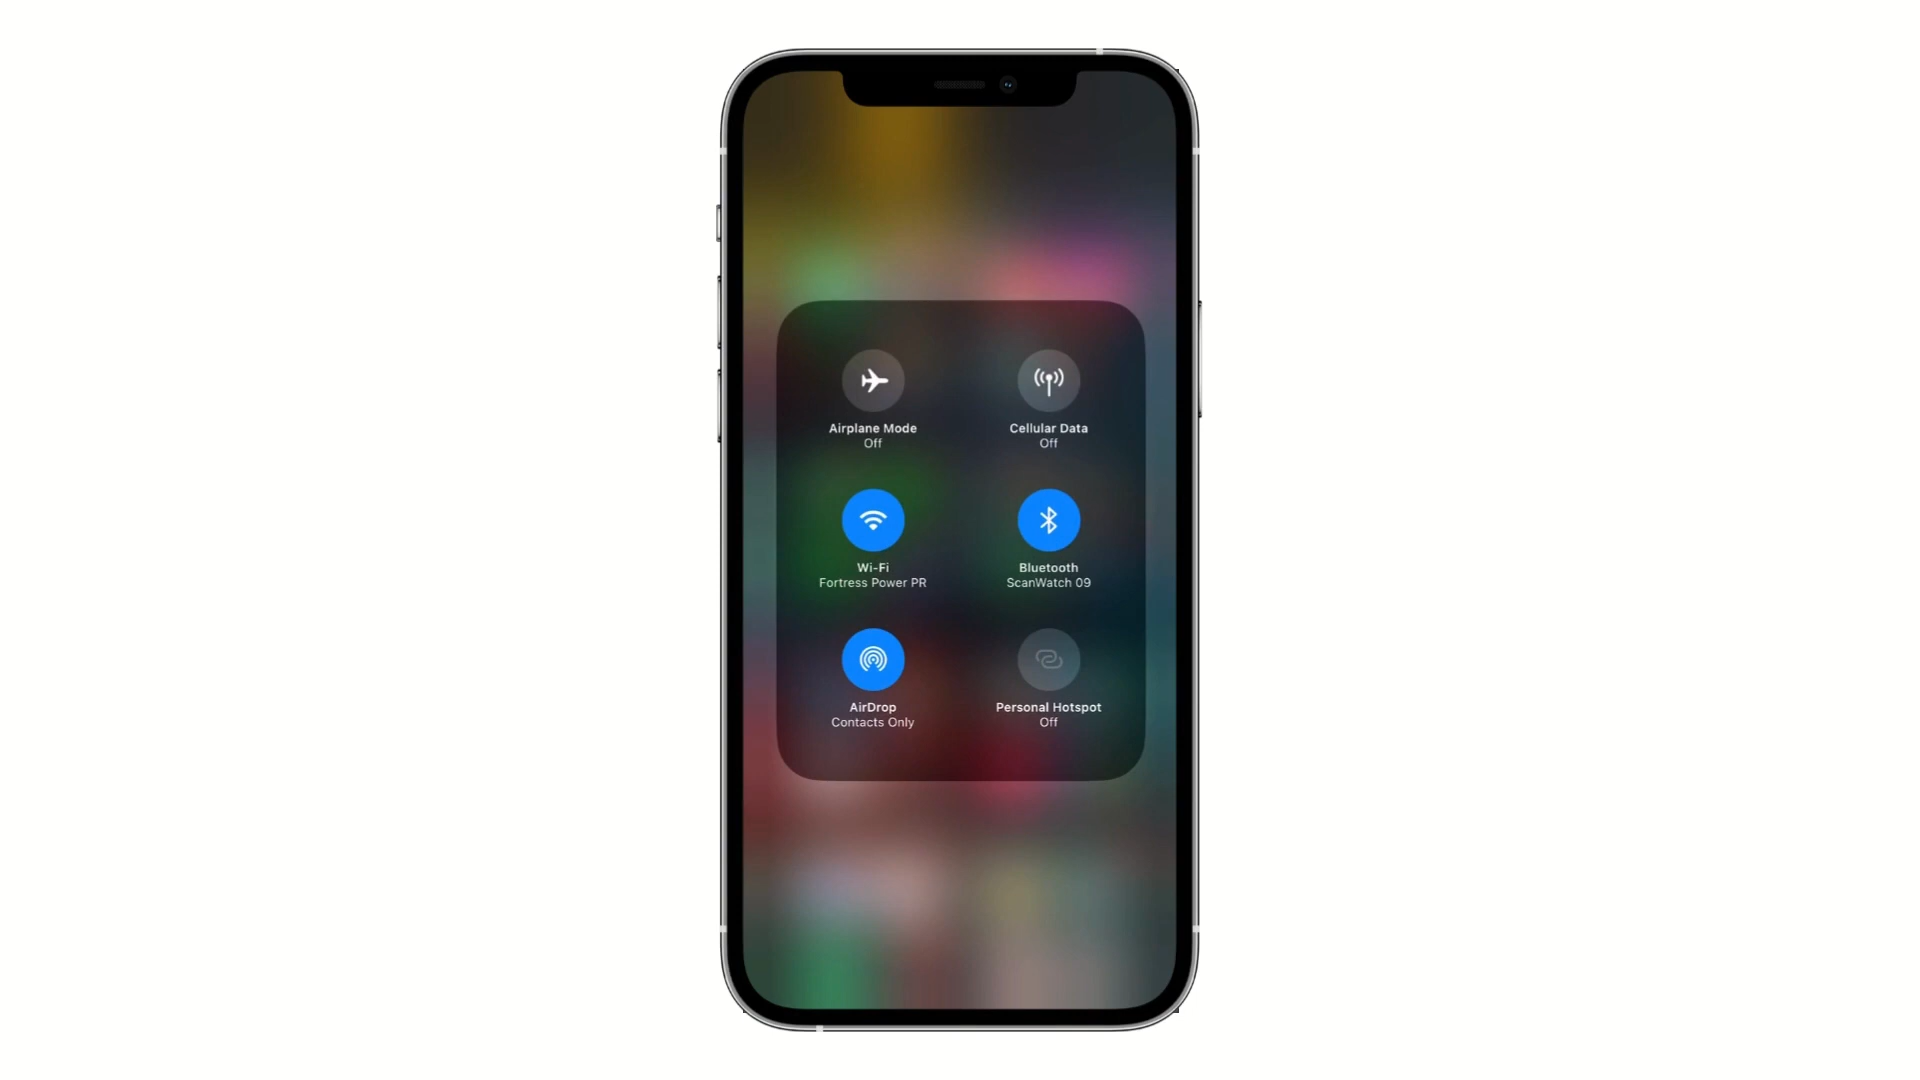 Airplane Mode
Off
Cellular Data
Off
Wi-Fi
Fortress Power PR
Bluetooth
ScanWatch 09
AirDrop
Contacts Only
Personal Hotspot
Off